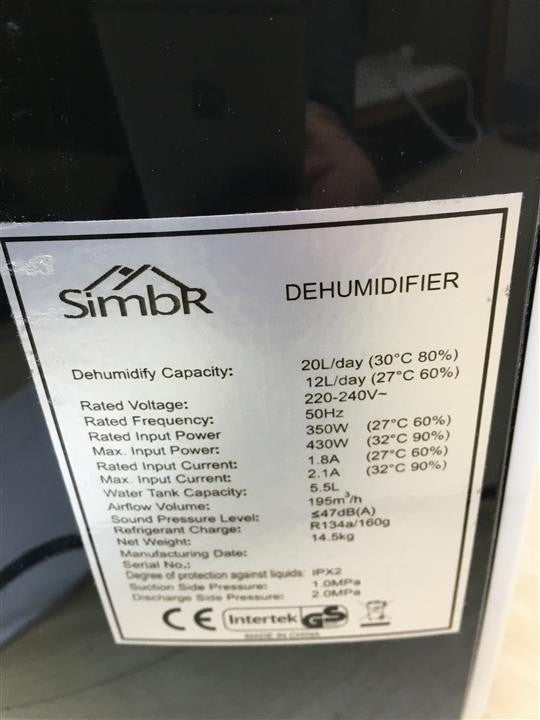 SimbR
DEHUMIDIFIER
Dehumidify Capacity: 20L/day (30°C 80%)
12L/day (27°C 60%)
Rated Voltage: 220-240V~
Rated Frequency: 50Hz
Rated Input Power 350W (27°C 60%)
Max. Input Power: 430W (32°C 90%)
Rated Input Current: 1.8A (27°C 60%)
Max. Input Current: 2.1A (32°C 90%)
Water Tank Capacity: 5.5L
Airflow Volume: 195m³/h
Sound Pressure Level: ≤47dB(A)
Refrigerant Charge: R134a/160g
Net Weight: 14.5kg
Manufacturing Date:
Serial No.:
Degree of protection against liquids: IPX2
Suction Side Pressure: 1.0MPa
Discharge Side Pressure: 2.0MPa
CE Intertek GS
MADE IN CHINA